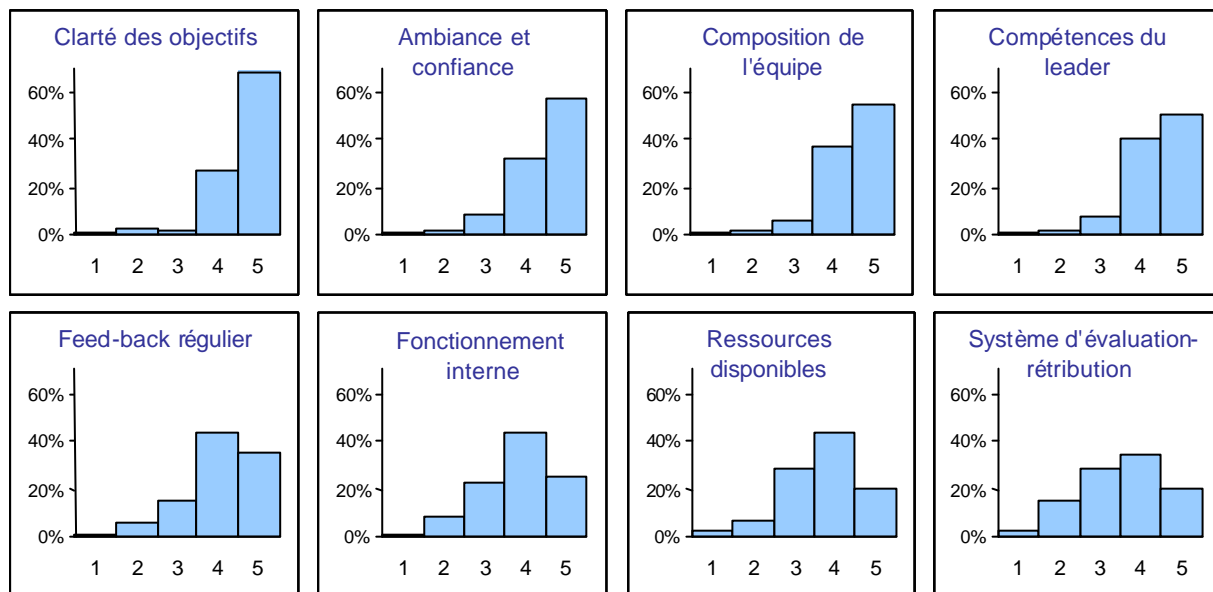 Clarté des objectifs
60%
40%
20%
0%
1 2 3 4 5
Ambiance et
confiance
60%
40%
20%
0%
1 2 3 4 5
Composition de
l'équipe
60%
40%
20%
0%
1 2 3 4 5
Compétences du
leader
60%
40%
20%
0%
1 2 3 4 5
Feed-back régulier
60%
40%
20%
0%
1 2 3 4 5
Fonctionnement
interne
60%
40%
20%
0%
1 2 3 4 5
Ressources
disponibles
60%
40%
20%
0%
1 2 3 4 5
Système d'évaluation-
rétribution
60%
40%
20%
0%
1 2 3 4 5